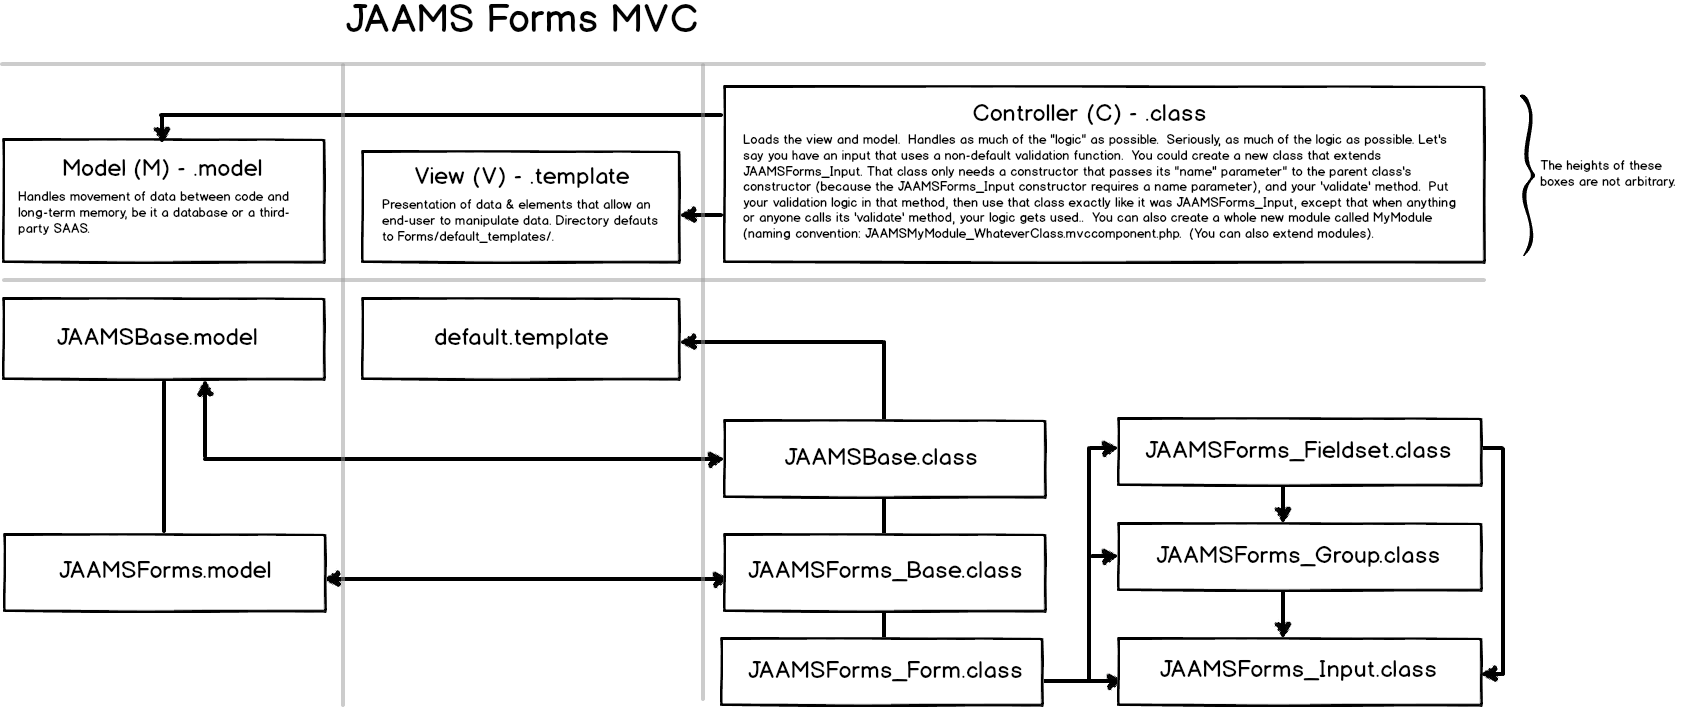 JAAMS Forms MVC
Controller (C) - .class
Loads the view and model.  Handles as much of the "logic" as possible.  Seriously, as much of the logic as possible. Let's
say you have an input that uses a non-default validation function.  You could create a new class that extends
JAAMSForms_Input. That class only needs a constructor that passes its "name" parameter" to the parent class's
constructor (because the JAAMSForms_Input constructor requires a name parameter), and your 'validate' method.  Put
your validation logic in that method, then use that class exactly like it was JAAMSForms_Input, except that when anything
or anyone calls its 'validate' method, your logic gets used..  You can also create a whole new module called MyModule
(naming convention: JAAMSMyModule_WhateverClass.mvccomponent.php.  (You can also extend modules).
The heights of these
boxes are not arbitrary.
Model (M) - .model
Handles movement of data between code and
long-term memory, be it a database or a third-
party SAAS.
View (V) - .template
Presentation of data & elements that allow an
end-user to manipulate data. Directory defauts
to Forms/default_templates/.
JAAMSBase.model
default.template
JAAMSBase.class
JAAMSForms_Fieldset.class
JAAMSForms.model
JAAMSForms_Base.class
JAAMSForms_Group.class
JAAMSForms_Form.class
JAAMSForms_Input.class